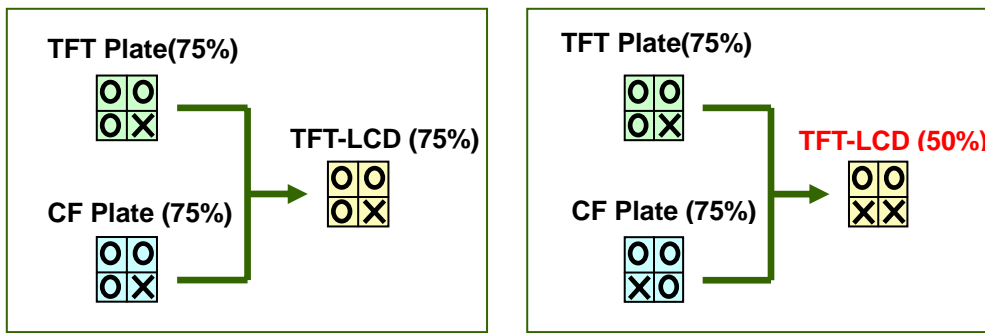 TFT Plate(75%)
O O
O X
TFT-LCD (75%)
O O
O X
CF Plate (75%)
O O
O X
TFT Plate(75%)
O O
O X
TFT-LCD (50%)
O O
X X
CF Plate (75%)
O O
X O